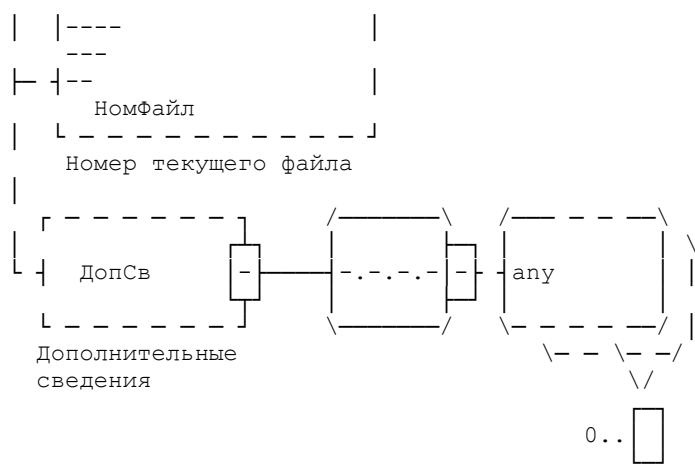 НомФайл
Номер текущего файла
ДопСв
any
Дополнительные
сведения
0..